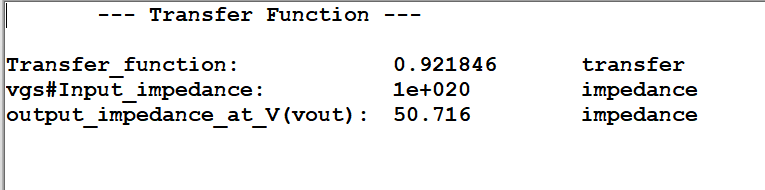 --- Transfer Function ---
Transfer_function: 0.921846 transfer
vgs#Input_impedance: 1e+020 impedance
output_impedance_at_V(vout): 50.716 impedance